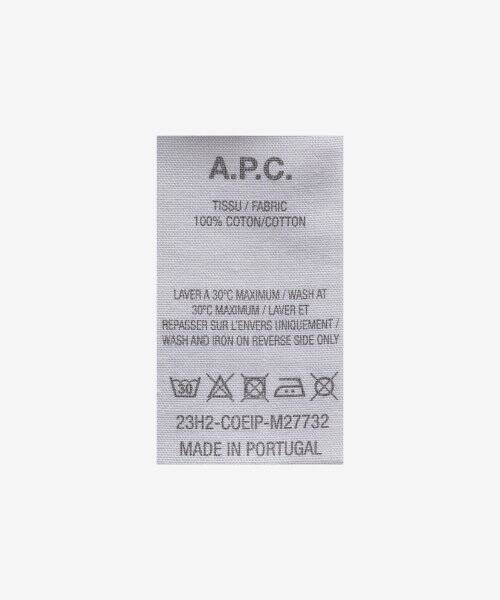 A.P.C.
TISSU / FABRIC
100% COTON/COTTON
LAVER A 30°C MAXIMUM / WASH AT
30°C MAXIMUM / LAVER ET
REPASSER SUR L'ENVERS UNIQUEMENT /
WASH AND IRON ON REVERSE SIDE ONLY
30
23H2-COEIP-M27732
MADE IN PORTUGAL